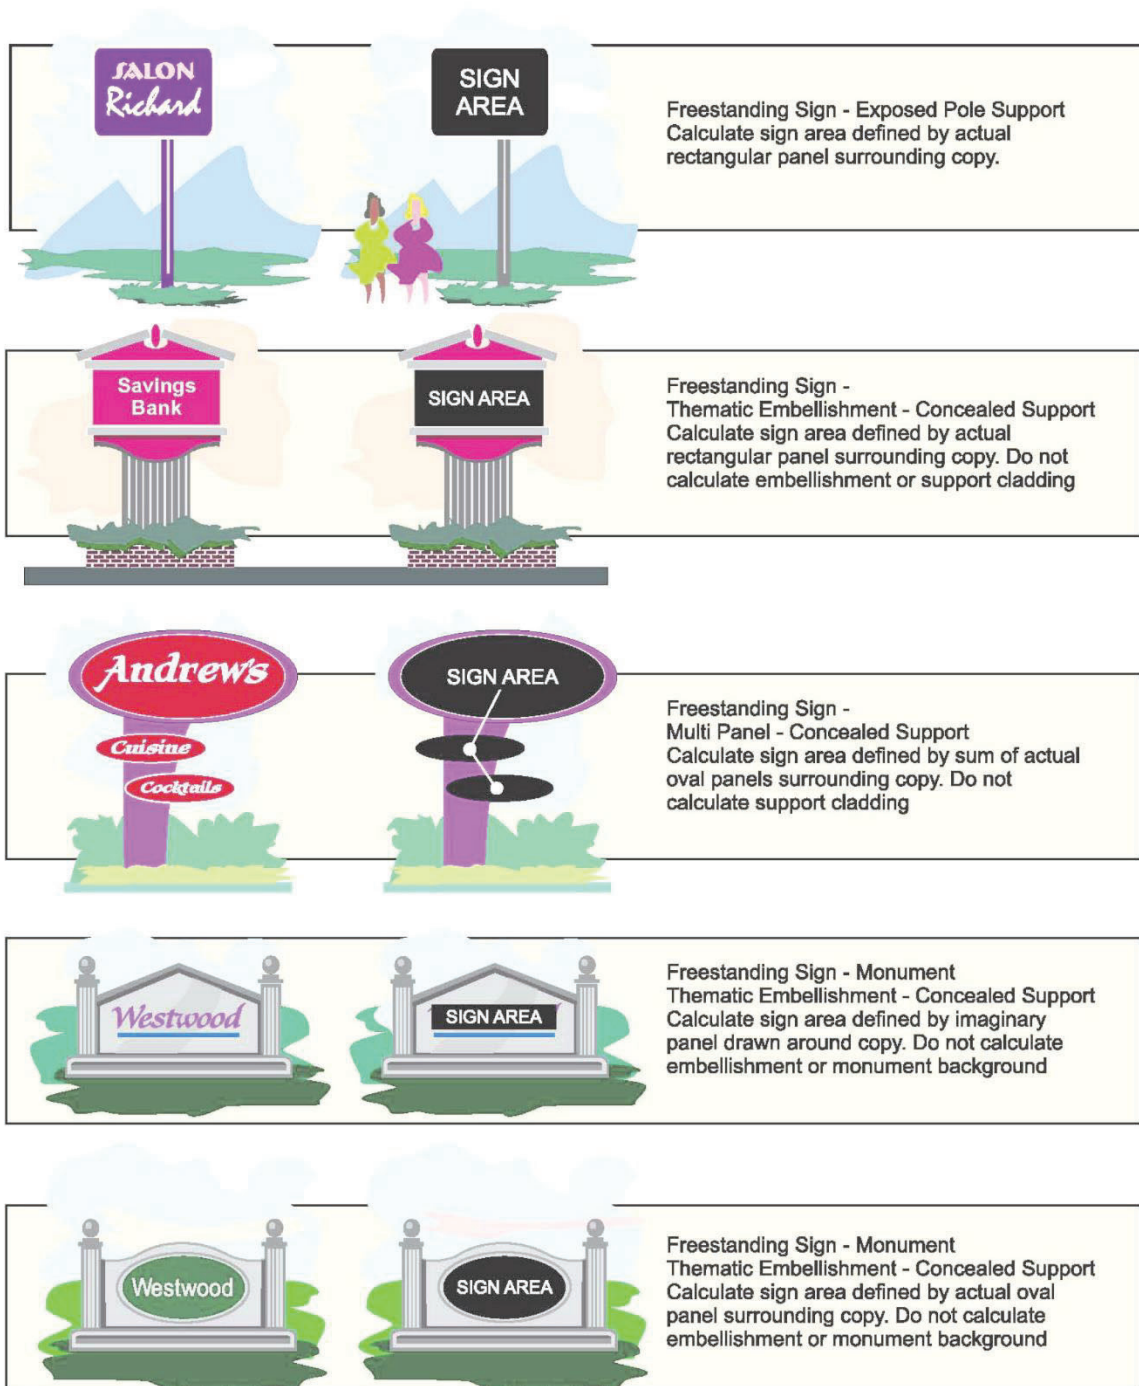 SALON
Richard
SIGN
AREA
Freestanding Sign - Exposed Pole Support
Calculate sign area defined by actual
rectangular panel surrounding copy.
Savings
Bank
SIGN AREA
Freestanding Sign -
Thematic Embellishment - Concealed Support
Calculate sign area defined by actual
rectangular panel surrounding copy. Do not
calculate embellishment or support cladding
Andrew's
Cuisine
Cocktails
SIGN AREA
Freestanding Sign -
Multi Panel - Concealed Support
Calculate sign area defined by sum of actual
oval panels surrounding copy. Do not
calculate support cladding
Westwood
SIGN AREA
Freestanding Sign - Monument
Thematic Embellishment - Concealed Support
Calculate sign area defined by imaginary
panel drawn around copy. Do not calculate
embellishment or monument background
Westwood
SIGN AREA
Freestanding Sign - Monument
Thematic Embellishment - Concealed Support
Calculate sign area defined by actual oval
panel surrounding copy. Do not calculate
embellishment or monument background